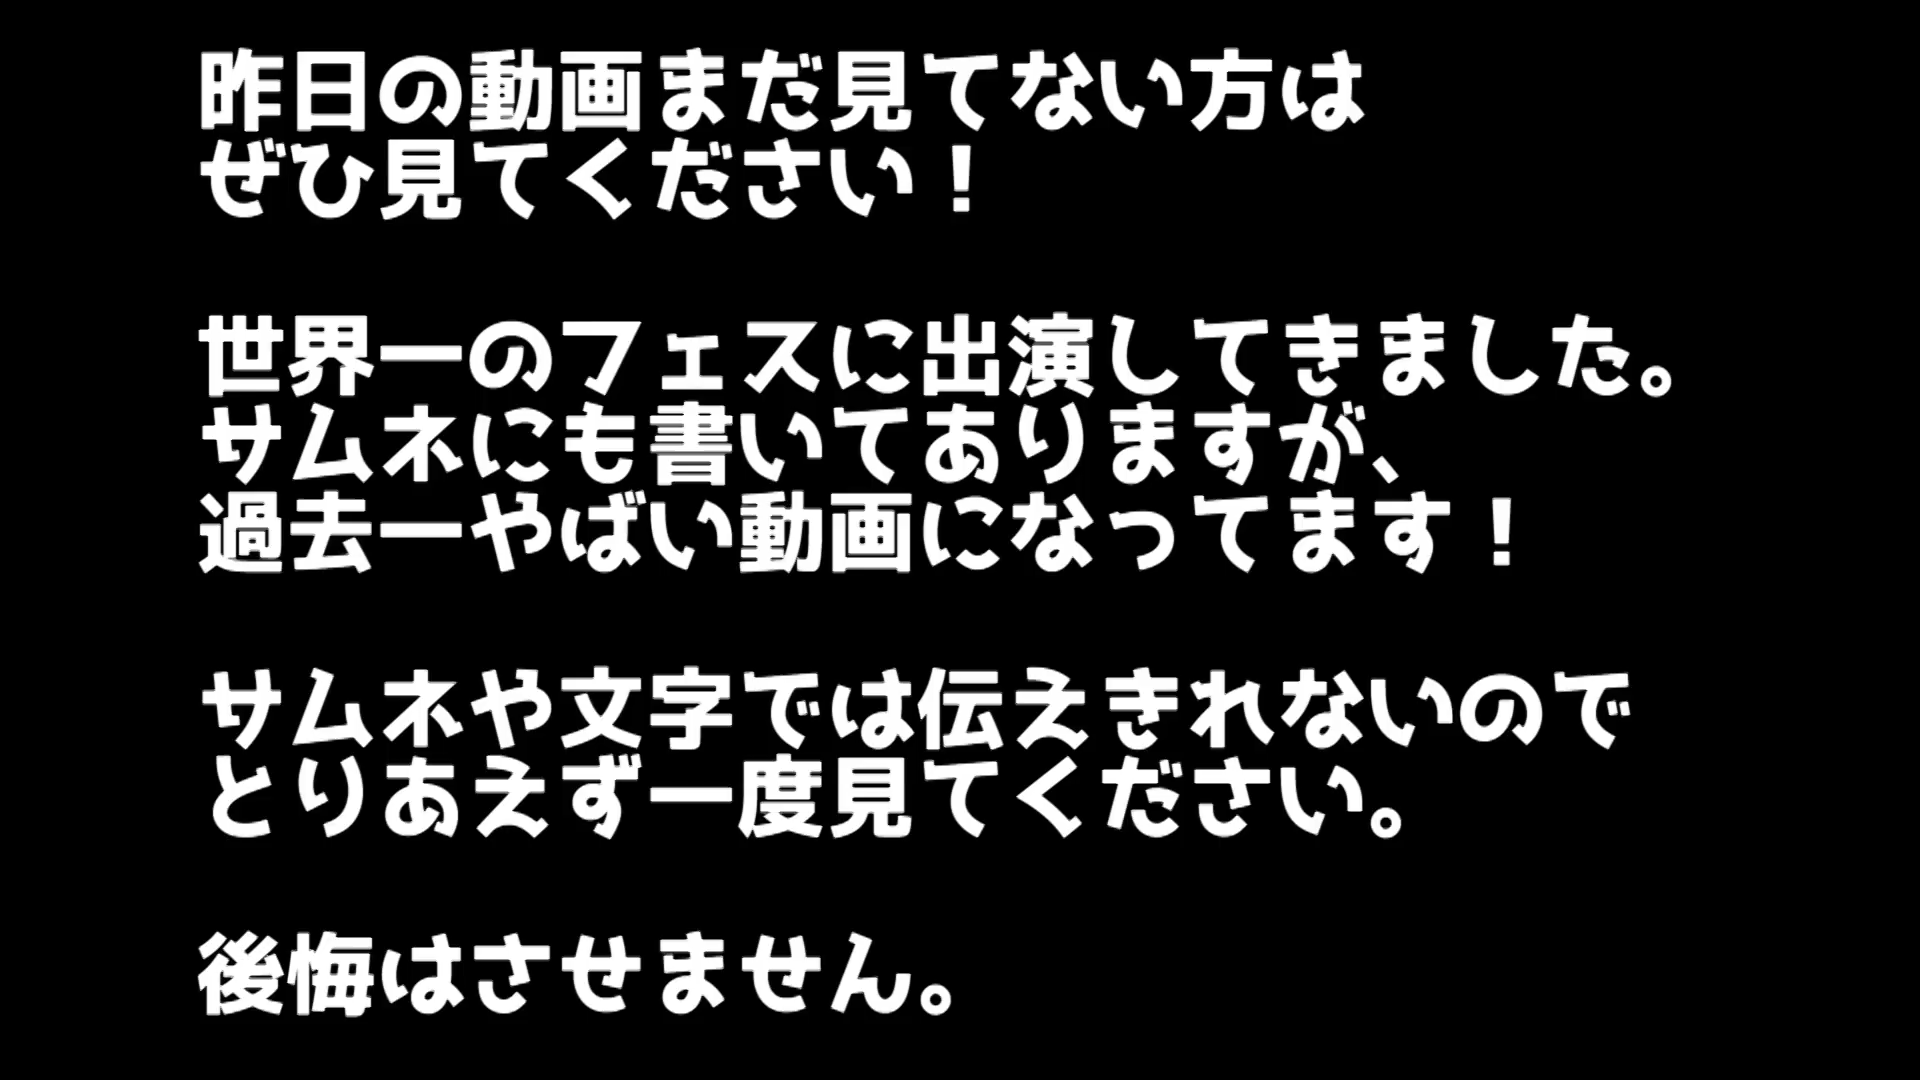 昨日の動画まだ見てない方は
ぜひ見てください！
世界一のフェスに出演してきました。
サムネにも書いてありますが、
過去一やばい動画になってます！
サムネや文字では伝えきれないので
とりあえず一度見てください。
後悔はさせません。